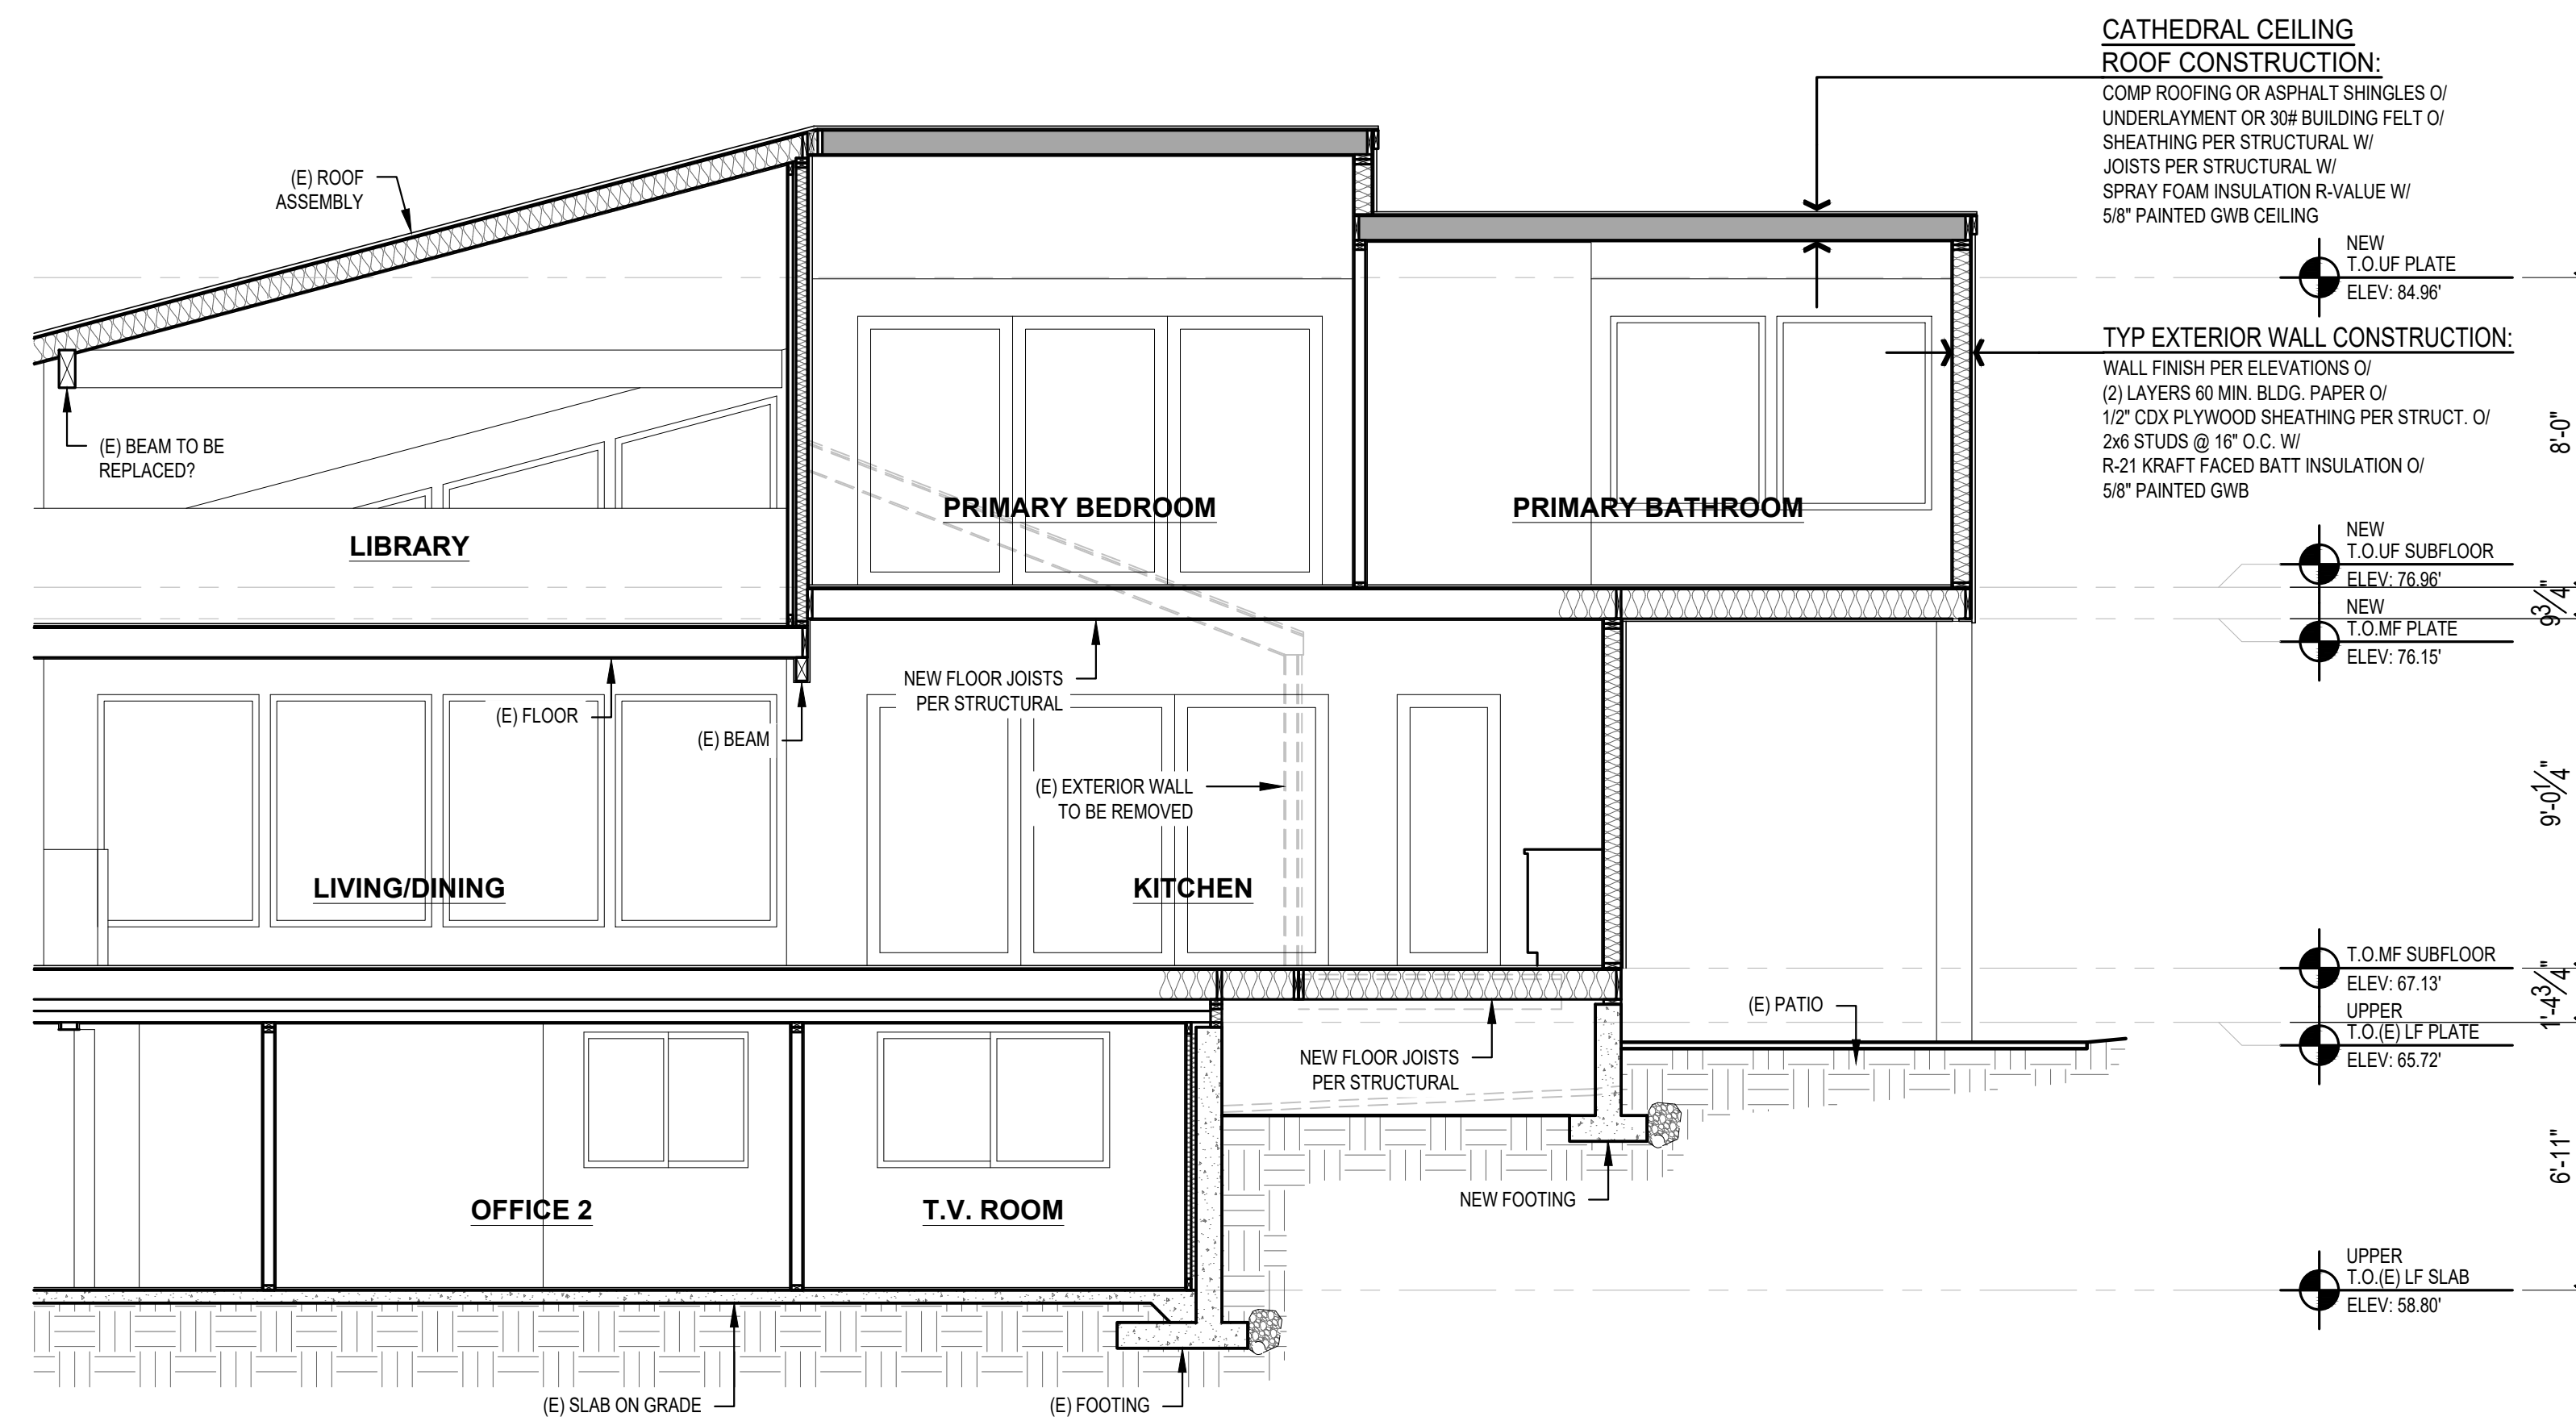 CATHEDRAL CEILING
ROOF CONSTRUCTION:
COMP ROOFING OR ASPHALT SHINGLES O/
UNDERLAYMENT OR 30# BUILDING FELT O/
SHEATHING PER STRUCTURAL W/
JOISTS PER STRUCTURAL W/
SPRAY FOAM INSULATION R-VALUE W/
5/8" PAINTED GWB CEILING
(E) ROOF
ASSEMBLY
NEW
T.O.UF PLATE
ELEV: 84.96'
TYP EXTERIOR WALL CONSTRUCTION:
WALL FINISH PER ELEVATIONS O/
(2) LAYERS 60 MIN. BLDG. PAPER O/
1/2" CDX PLYWOOD SHEATHING PER STRUCT. O/
2x6 STUDS @ 16" O.C. W/
R-21 KRAFT FACED BATT INSULATION O/
5/8" PAINTED GWB
8'-0"
(E) BEAM TO BE
REPLACED?
PRIMARY BEDROOM
PRIMARY BATHROOM
LIBRARY
NEW
T.O.UF SUBFLOOR
ELEV: 76.96'
9 3/4"
NEW
T.O.MF PLATE
ELEV: 76.15'
NEW FLOOR JOISTS
PER STRUCTURAL
(E) FLOOR
(E) BEAM
(E) EXTERIOR WALL
TO BE REMOVED
9'-0 1/4"
LIVING/DINING
KITCHEN
T.O.MF SUBFLOOR
ELEV: 67.13'
1'-4 3/4"
UPPER
T.O.(E) LF PLATE
ELEV: 65.72'
(E) PATIO
NEW FLOOR JOISTS
PER STRUCTURAL
6'-11"
NEW FOOTING
OFFICE 2
T.V. ROOM
UPPER
T.O.(E) LF SLAB
ELEV: 58.80'
(E) SLAB ON GRADE
(E) FOOTING